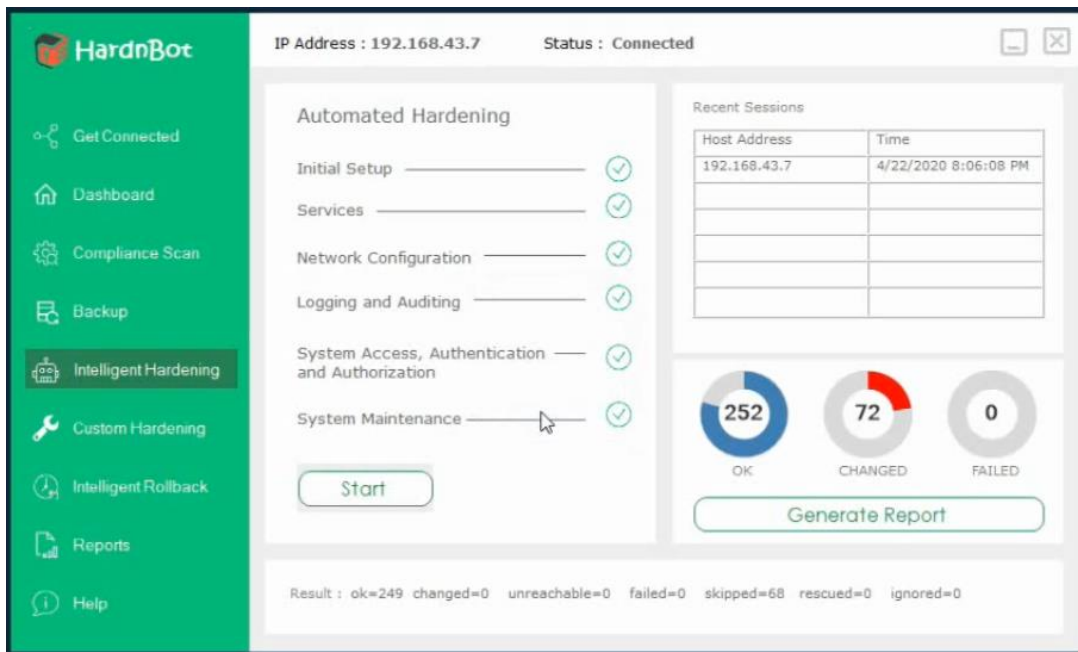 HardnBot
IP Address : 192.168.43.7 Status : Connected
Get Connected
Dashboard
Compliance Scan
Backup
Intelligent Hardening
Custom Hardening
Intelligent Rollback
Reports
Help
Automated Hardening
Initial Setup
Services
Network Configuration
Logging and Auditing
System Access, Authentication
and Authorization
System Maintenance
Start
Recent Sessions
Host Address Time
192.168.43.7 4/22/2020 8:06:08 PM
252 72 0
OK CHANGED FAILED
Generate Report
Result : ok=249 changed=0 unreachable=0 failed=0 skipped=68 rescued=0 ignored=0